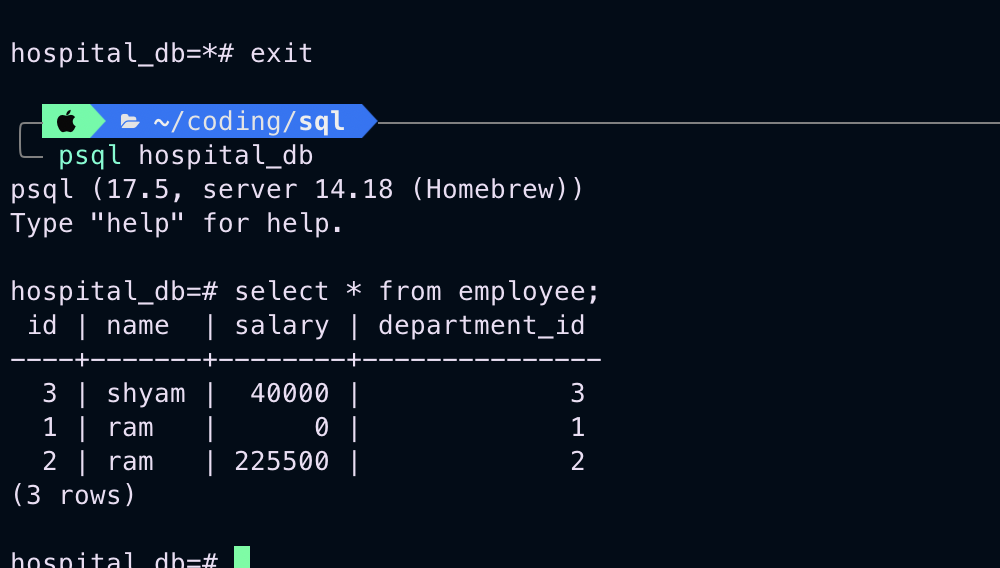 hospital_db=*# exit
~/coding/sql
psql hospital_db
psql (17.5, server 14.18 (Homebrew))
Type "help" for help.
hospital_db=# select * from employee;
 id | name  | salary | department_id
----+-------+--------+---------------
  3 | shyam |  40000 |             3
  1 | ram   |      0 |             1
  2 | ram   | 225500 |             2
(3 rows)
hospital_db=#